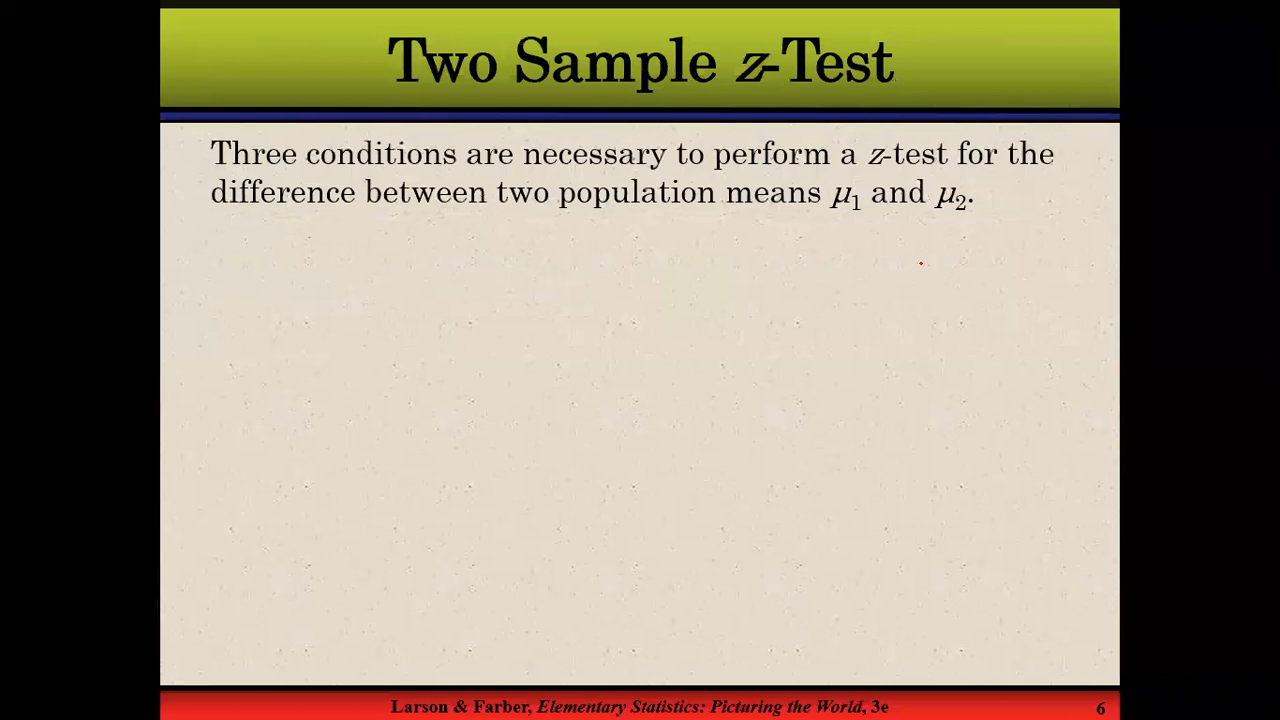 Two Sample z-Test
Three conditions are necessary to perform a z-test for the
difference between two population means μ₁ and μ₂.
Larson & Farber, Elementary Statistics: Picturing the World, 3e
6